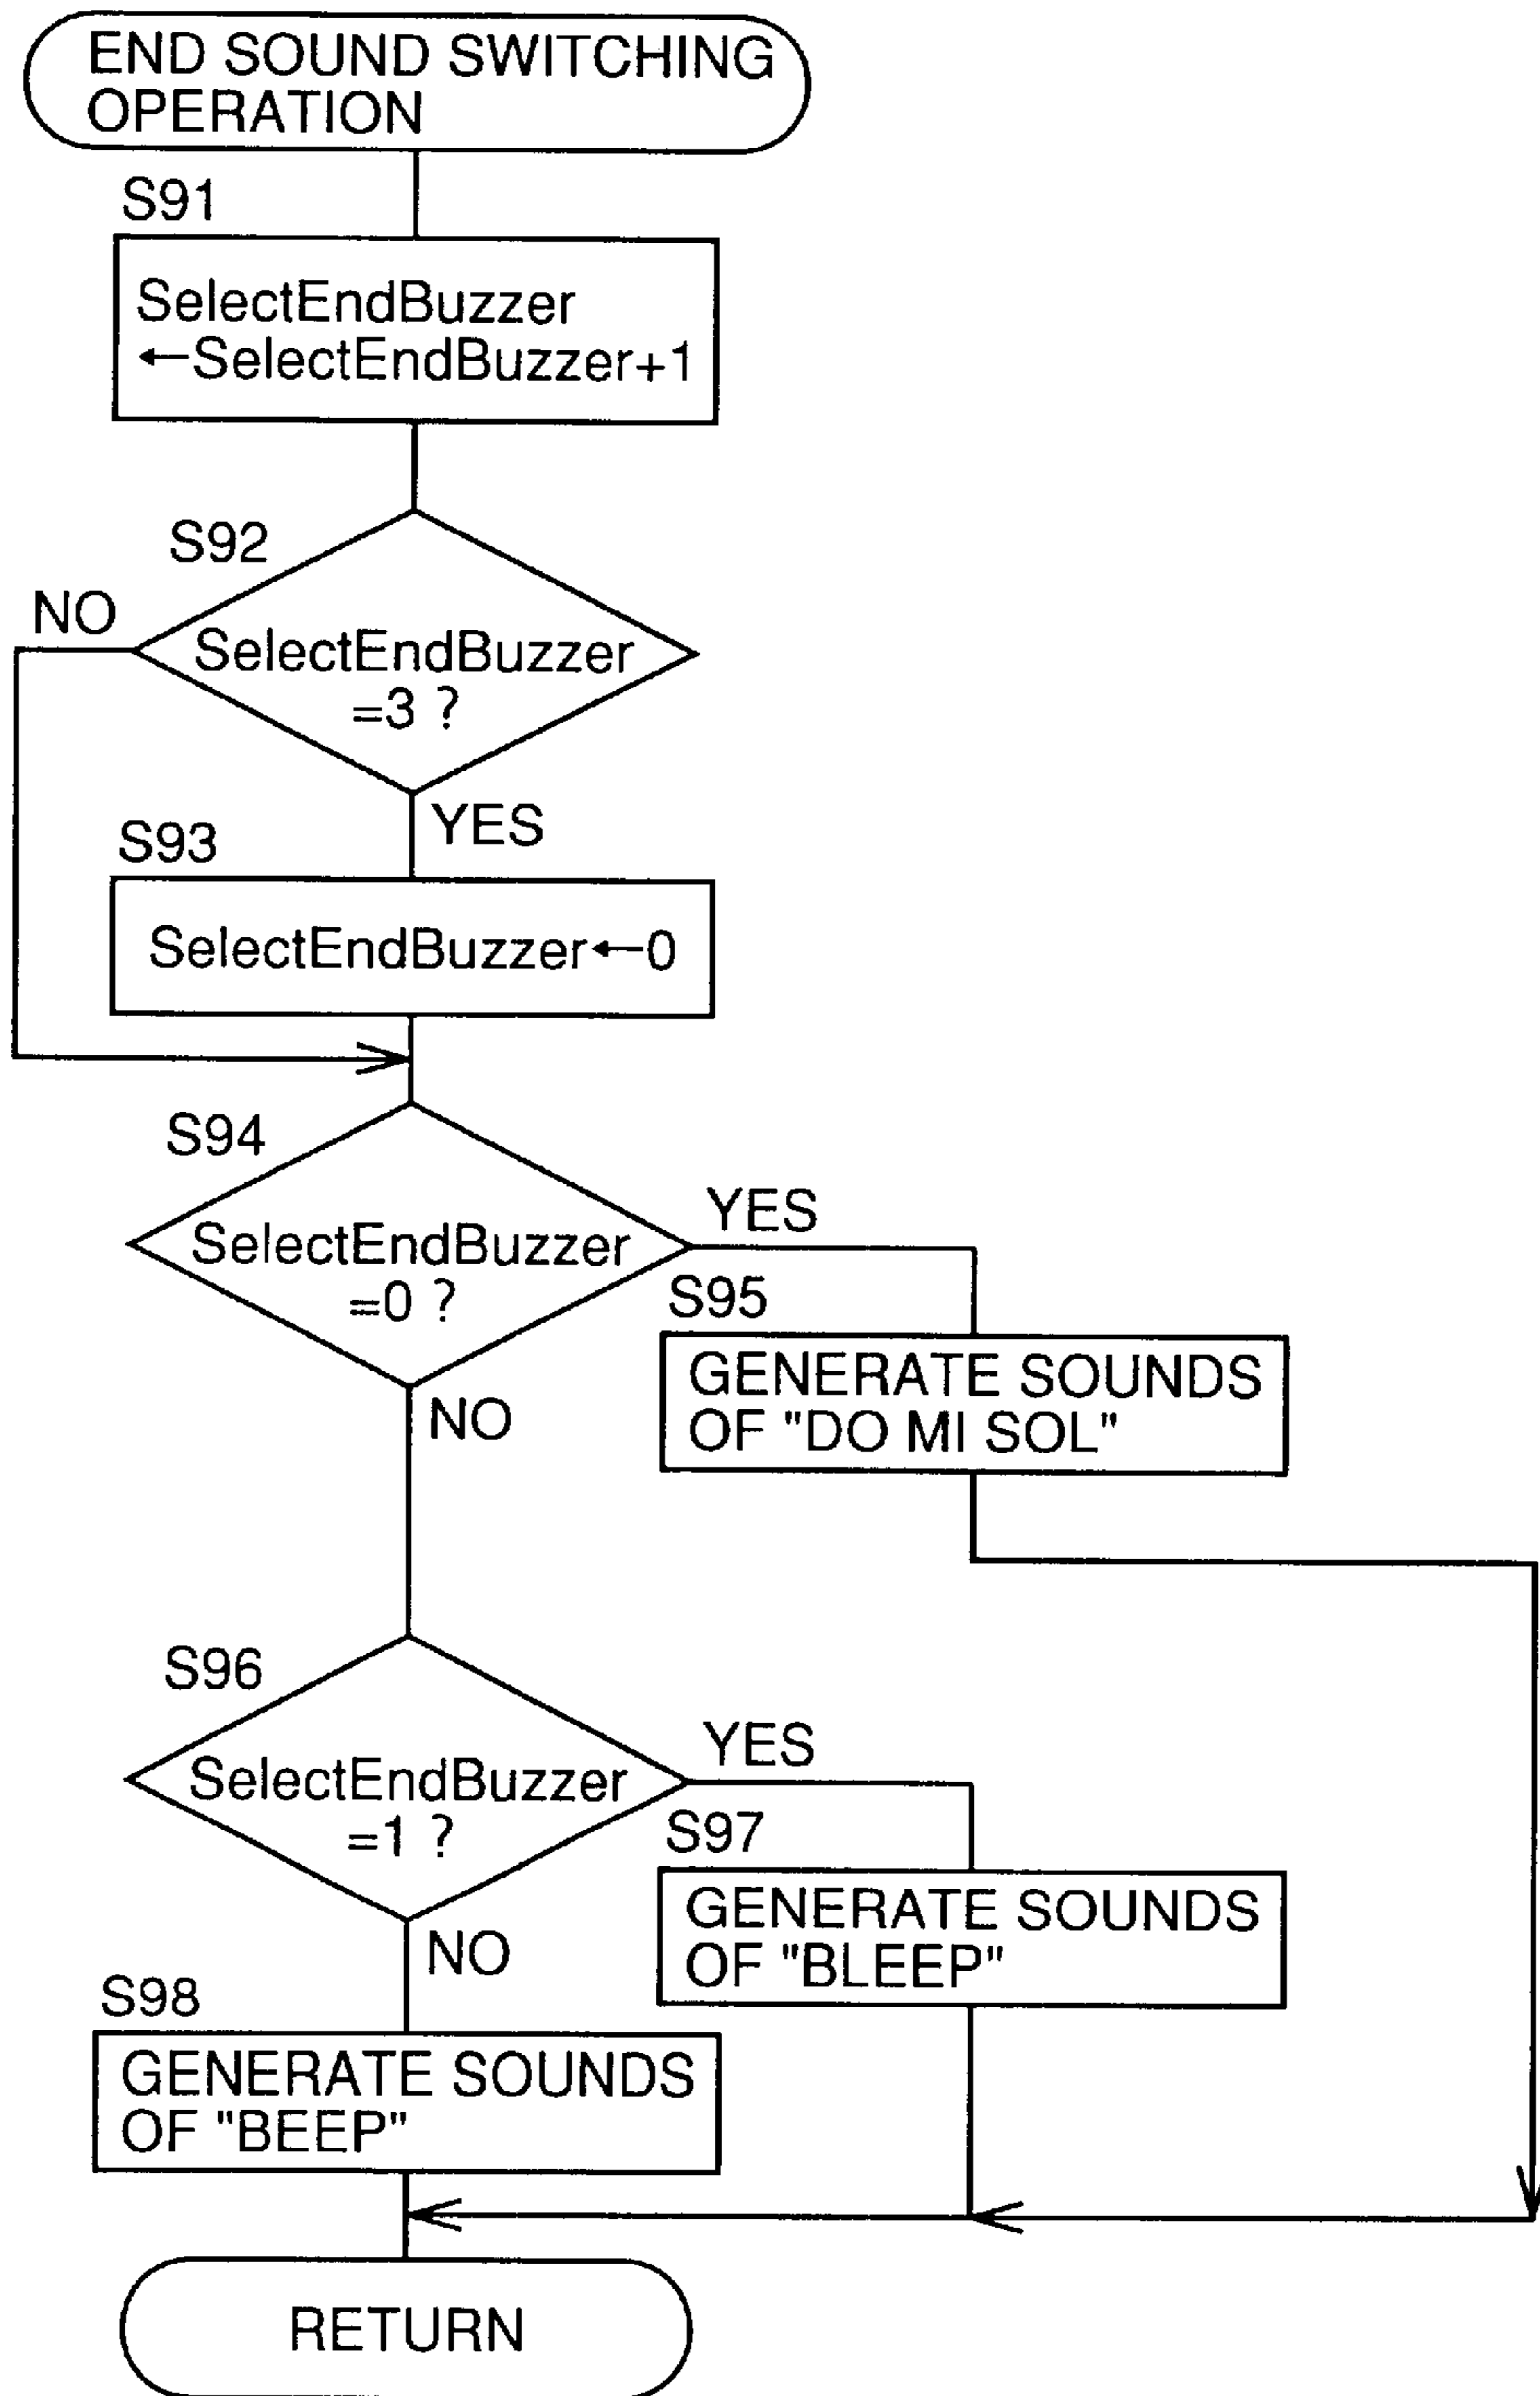 END SOUND SWITCHING
OPERATION
S91
SelectEndBuzzer
←SelectEndBuzzer+1
S92
NO
SelectEndBuzzer
=3 ?
YES
S93
SelectEndBuzzer←0
S94
YES
SelectEndBuzzer
=0 ?
S95
GENERATE SOUNDS
OF "DO MI SOL"
NO
S96
YES
SelectEndBuzzer
=1 ?
S97
GENERATE SOUNDS
OF "BLEEP"
NO
S98
GENERATE SOUNDS
OF "BEEP"
RETURN